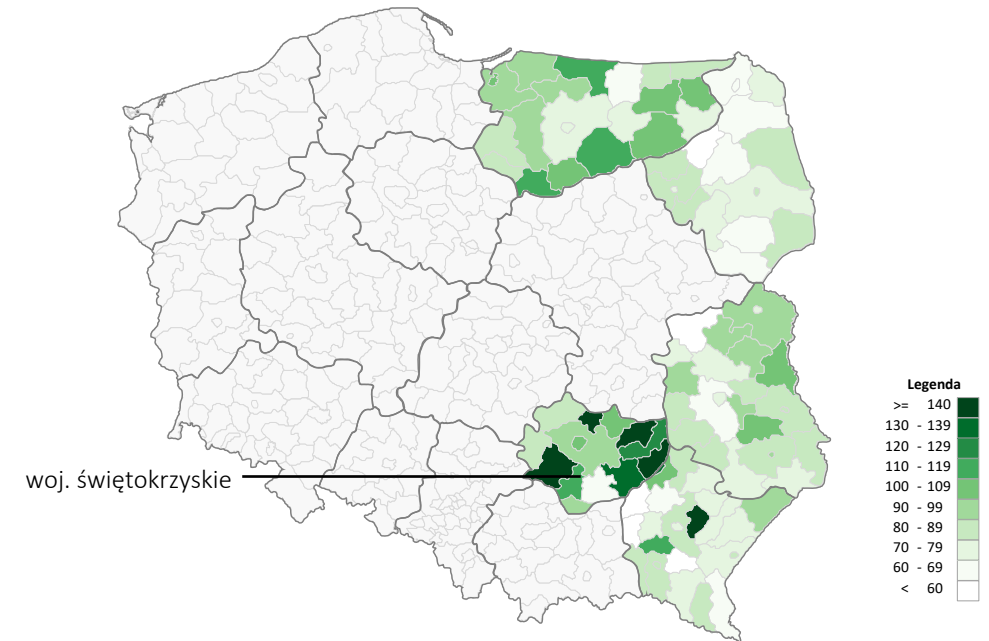 woj. świętokrzyskie
Legenda
>= 140
130 - 139
120 - 129
110 - 119
100 - 109
90 - 99
80 - 89
70 - 79
60 - 69
< 60